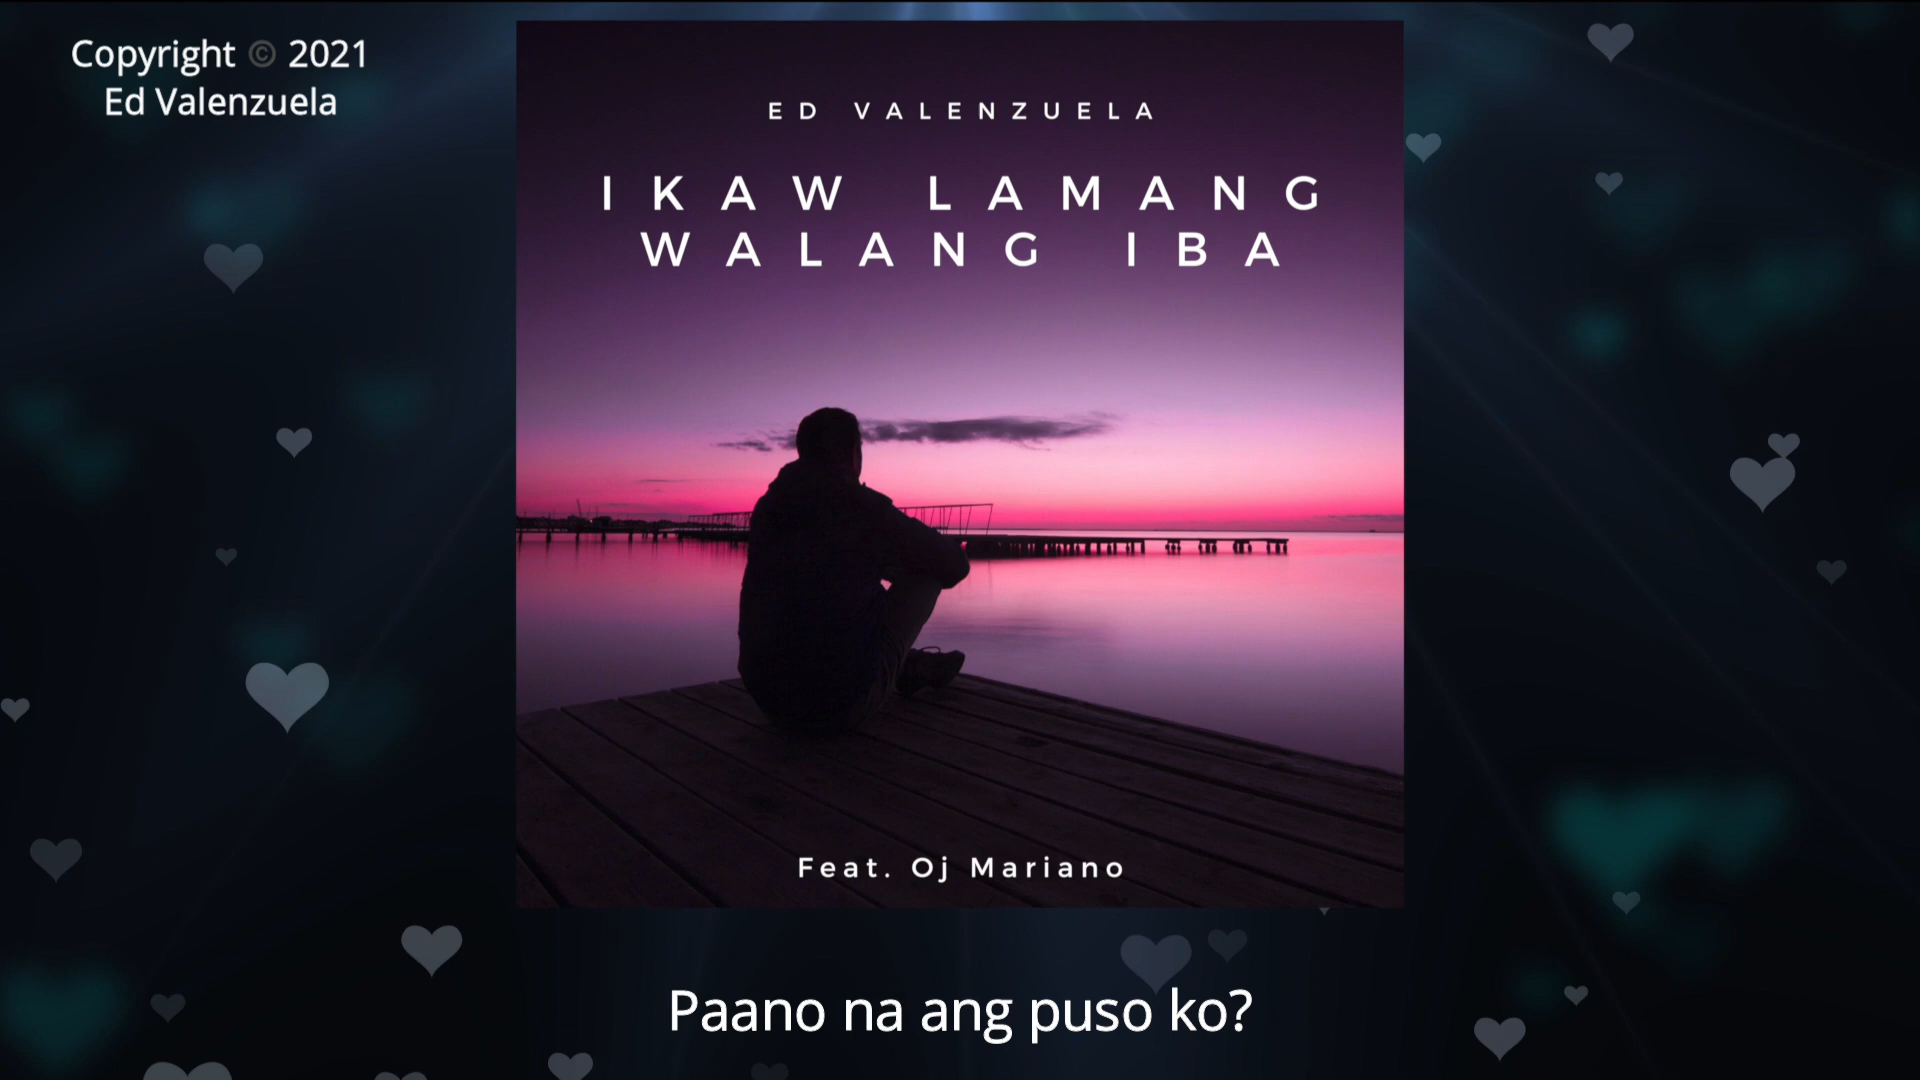 Copyright © 2021
Ed Valenzuela
ED VALENZUELA
IKAW LAMANG
WALANG IBA
Feat. Oj Mariano
Paano na ang puso ko?